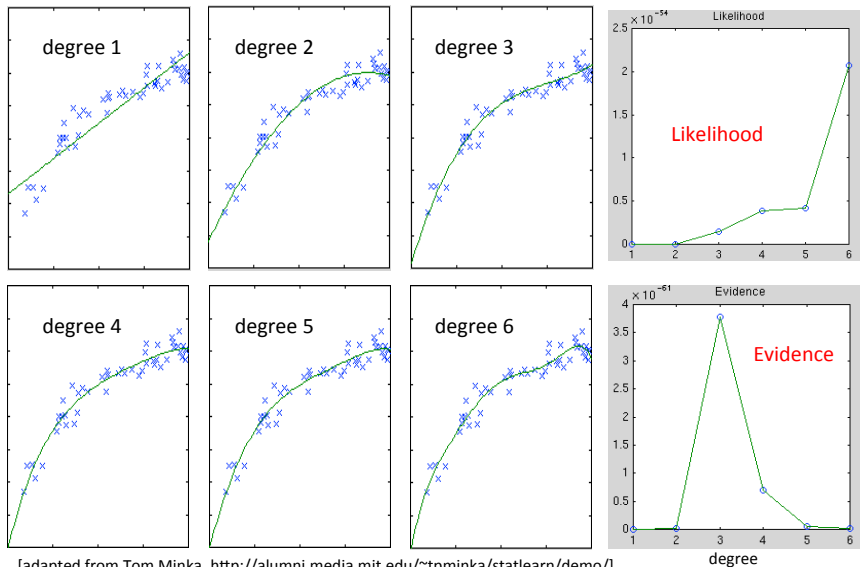 degree 1
degree 2
degree 3
Likelihood
×10⁻⁵⁴
2.5
2
1.5
1
0.5
0
1 2 3 4 5 6
Likelihood
degree 4
degree 5
degree 6
Evidence
×10⁻⁶¹
4
3.5
3
2.5
2
1.5
1
0.5
0
1 2 3 4 5 6
Evidence
degree
[adapted from Tom Minka, http://alumni.media.mit.edu/~tpminka/statlearn/demo/]